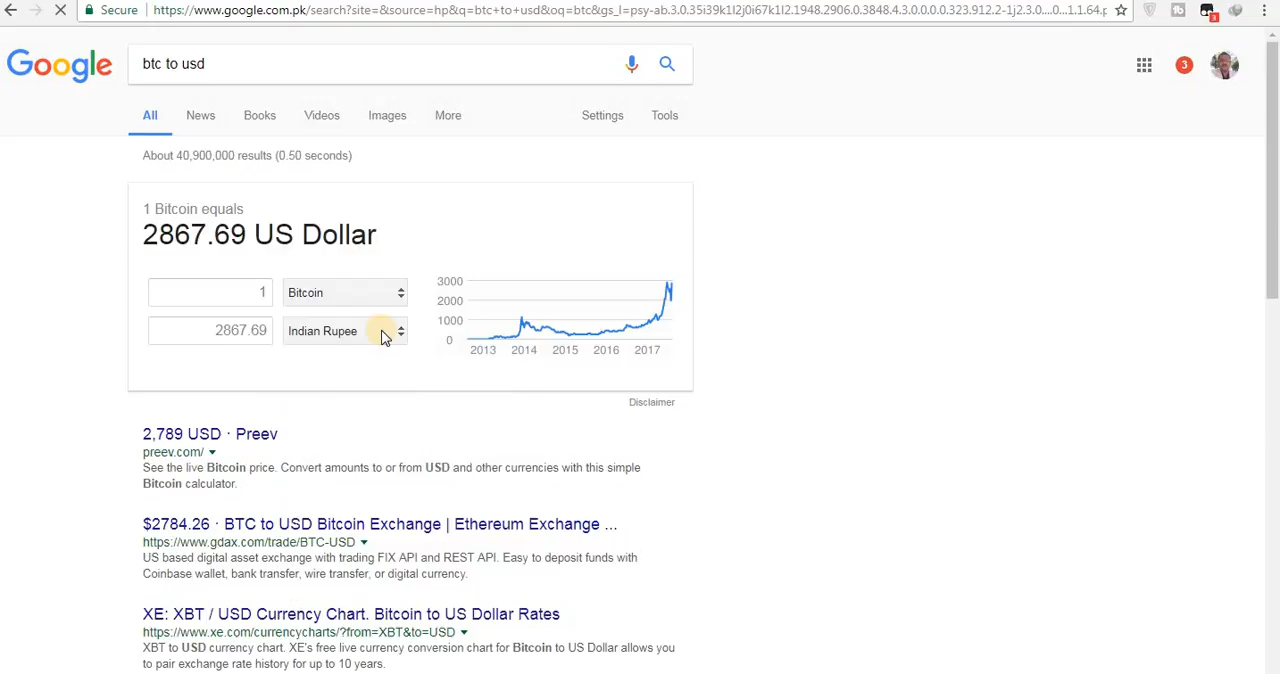 Secure
https://www.google.com.pk/search?site=&source=hp&q=btc+to+usd&oq=btc&gs_l=psy-ab.3.0.35i39k1l2j0i67k1l2.1948.2906.0.3848.4.3.0.0.0.0.323.912.2-1j2.3.0....0...1.1.64.p
Google
btc to usd
3
All News Books Videos Images More Settings Tools
About 40,900,000 results (0.50 seconds)
1 Bitcoin equals
2867.69 US Dollar
1 Bitcoin
2867.69 Indian Rupee
3000
2000
1000
0
2013 2014 2015 2016 2017
Disclaimer
2,789 USD · Preev
preev.com/
See the live Bitcoin price. Convert amounts to or from USD and other currencies with this simple
Bitcoin calculator.
$2784.26 · BTC to USD Bitcoin Exchange | Ethereum Exchange ...
https://www.gdax.com/trade/BTC-USD
US based digital asset exchange with trading FIX API and REST API. Easy to deposit funds with
Coinbase wallet, bank transfer, wire transfer, or digital currency.
XE: XBT / USD Currency Chart. Bitcoin to US Dollar Rates
https://www.xe.com/currencycharts/?from=XBT&to=USD
XBT to USD currency chart. XE's free live currency conversion chart for Bitcoin to US Dollar allows you
to pair exchange rate history for up to 10 years.